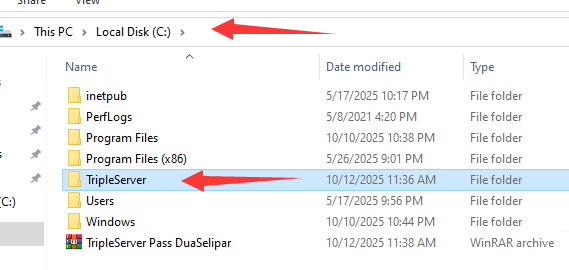 Share View
This PC > Local Disk (C:) >
Name Date modified Type
inetpub 5/17/2025 10:17 PM File folder
PerfLogs 5/8/2021 4:20 PM File folder
Program Files 10/10/2025 10:38 PM File folder
Program Files (x86) 5/26/2025 9:01 PM File folder
TripleServer 10/12/2025 11:36 AM File folder
Users 5/17/2025 9:56 PM File folder
(C:) Windows 10/10/2025 10:44 PM File folder
TripleServer Pass DuaSelipar 10/12/2025 11:38 AM WinRAR archive